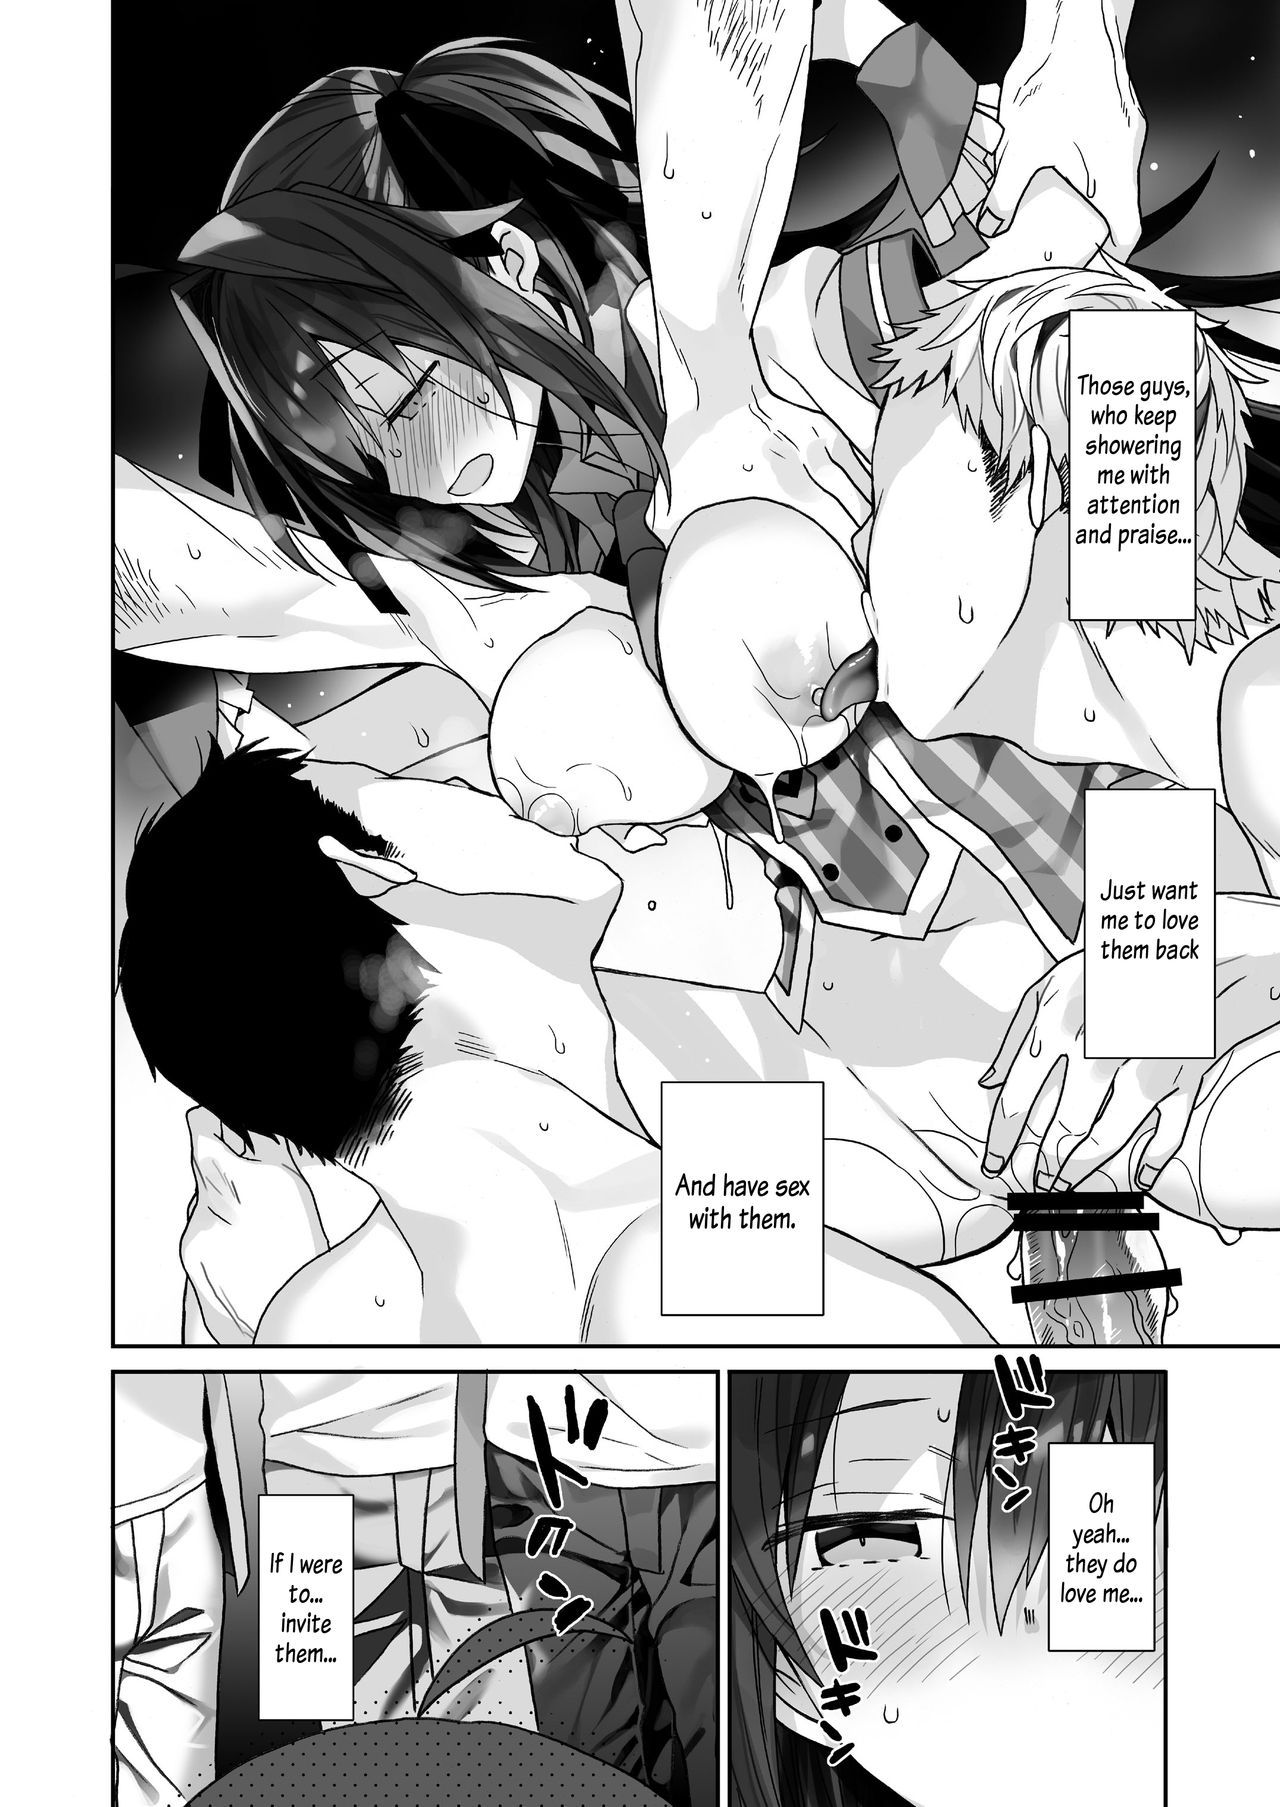 Those guys,
who keep
showering
me with
attention
and praise...
Just want
me to love
them back
And have sex
with them.
ドキン
ドキン
Oh
yeah...
they do
love me...
ドク
If I were
to...
invite
them...